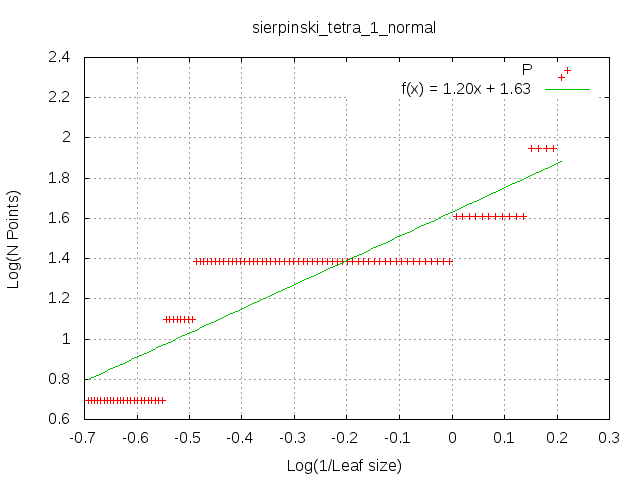 sierpinski_tetra_1_normal
P
f(x) = 1.20x + 1.63
2.4
2.2
2
1.8
1.6
1.4
1.2
1
0.8
0.6
Log(N Points)
-0.7 -0.6 -0.5 -0.4 -0.3 -0.2 -0.1 0 0.1 0.2 0.3
Log(1/Leaf size)